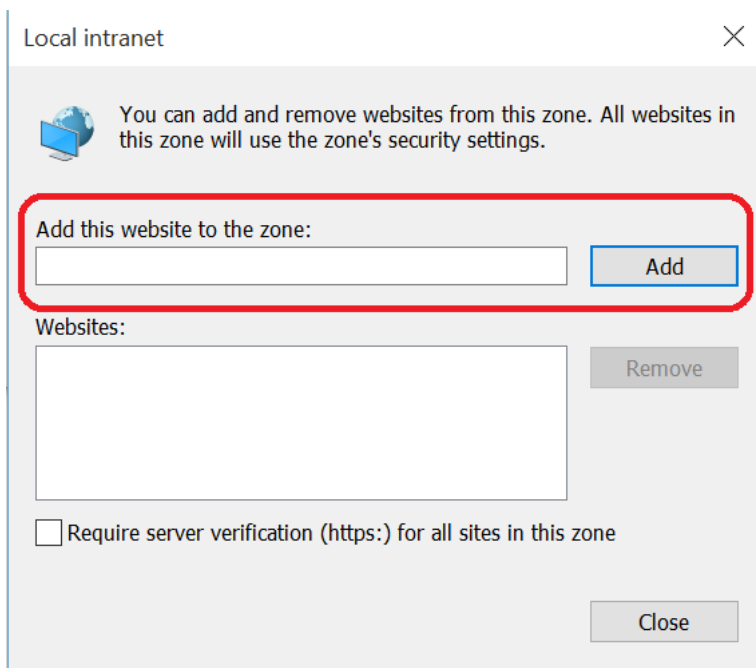 Local intranet
You can add and remove websites from this zone. All websites in
this zone will use the zone's security settings.
Add this website to the zone:
Add
Websites:
Remove
Require server verification (https:) for all sites in this zone
Close